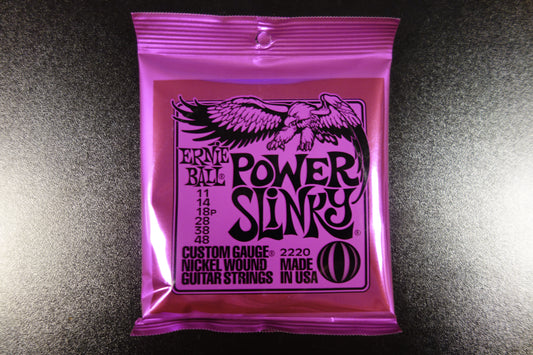 ERNIE BALL®
POWER
SLINKY®
11
14
18P
28
38
48
CUSTOM GAUGE®
NICKEL WOUND
GUITAR STRINGS
2220
MADE
IN USA